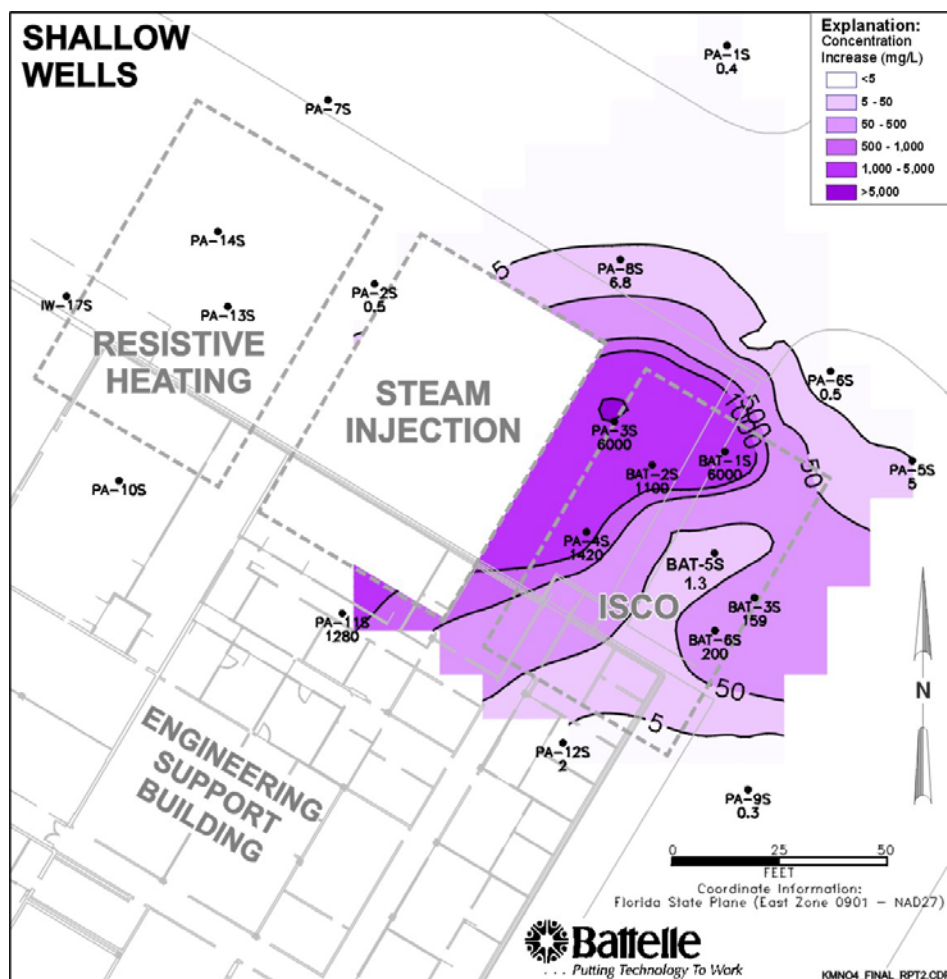 SHALLOW
WELLS
Explanation:
Concentration
Increase (mg/L)
<5
5 - 50
50 - 500
500 - 1,000
1,000 - 5,000
>5,000
PA-1S
0.4
PA-7S
PA-14S
PA-8S
6.8
5
IW-17S
PA-13S
PA-2S
0.5
RESISTIVE
HEATING
STEAM
INJECTION
PA-6S
0.5
500
1000
PA-3S
6000
BAT-1S
6000
BAT-2S
1100
50
PA-5S
5
PA-10S
PA-4S
1420
BAT-5S
1.3
ISCO
BAT-3S
159
PA-11S
1280
BAT-6S
200
50
5
PA-12S
2
ENGINEERING
SUPPORT
BUILDING
PA-9S
0.3
N
0 25 50
FEET
Coordinate Information:
Florida State Plane (East Zone 0901 – NAD27)
Battelle
. . . Putting Technology To Work
KMNO4_FINAL_RPT2.CDR